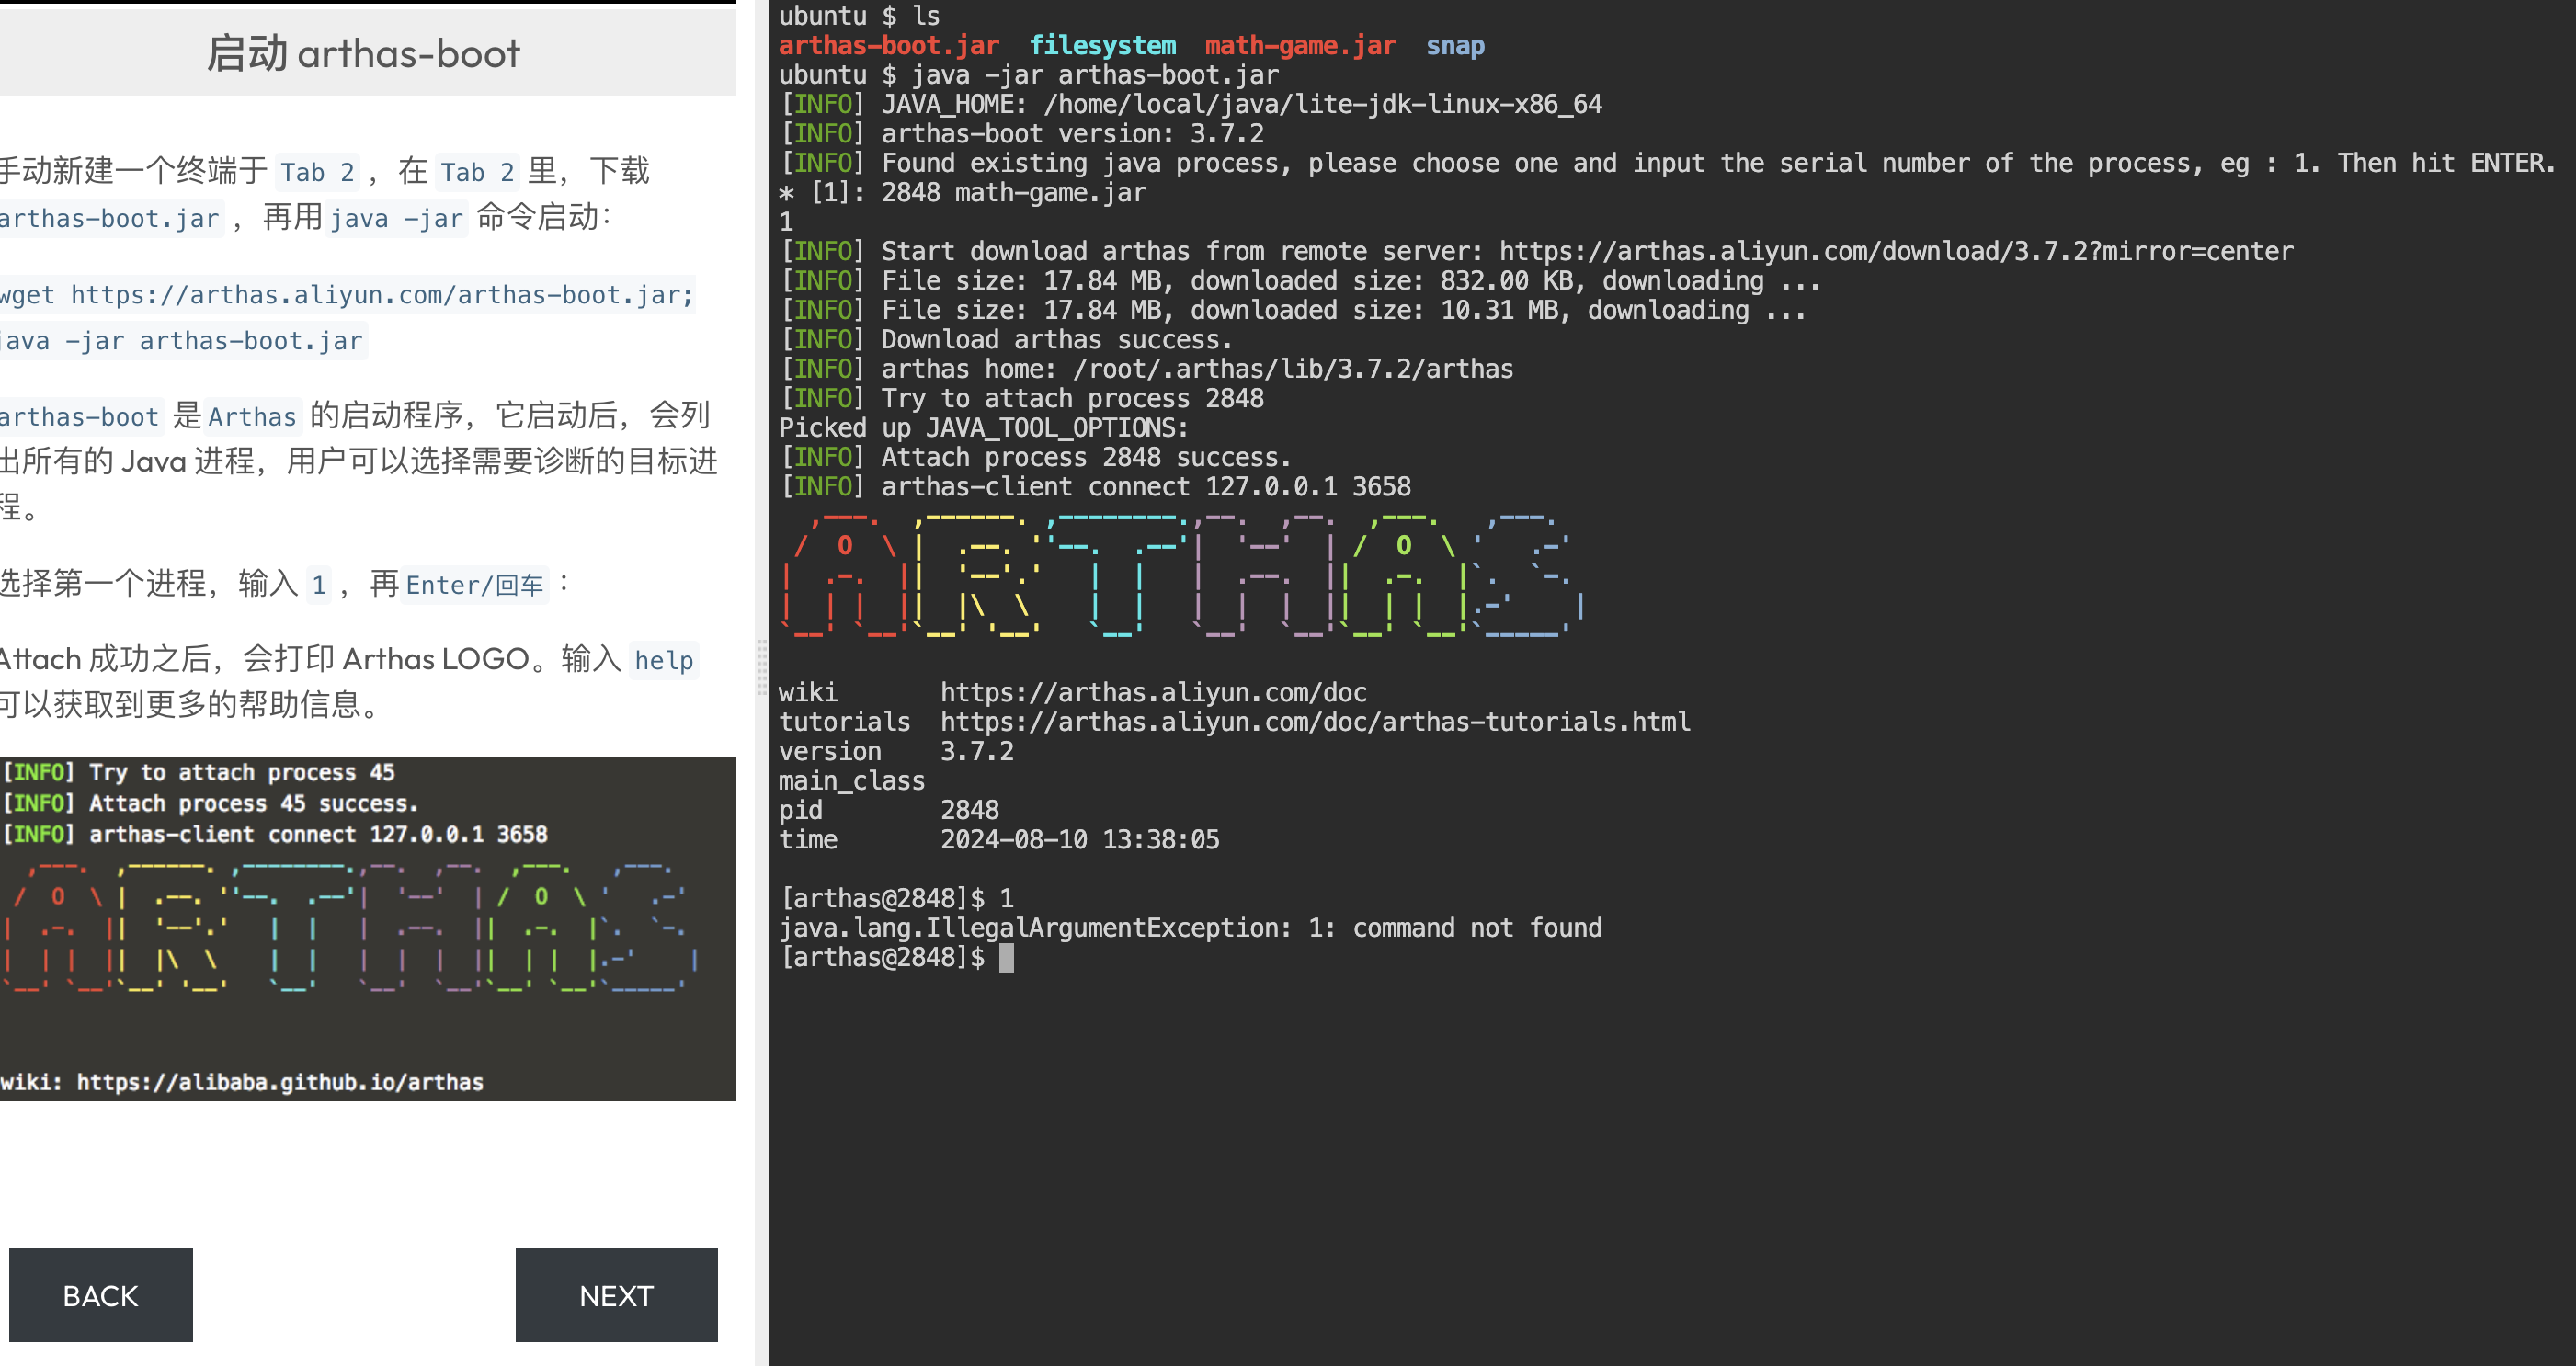 启动 arthas-boot
手动新建一个终端于 Tab 2 ，在 Tab 2 里，下载
arthas-boot.jar ，再用 java -jar 命令启动：
wget https://arthas.aliyun.com/arthas-boot.jar;
java -jar arthas-boot.jar
arthas-boot 是 Arthas 的启动程序，它启动后，会列
出所有的 Java 进程，用户可以选择需要诊断的目标进
程。
选择第一个进程，输入 1 ，再 Enter/回车 ：
Attach 成功之后，会打印 Arthas LOGO。输入 help
可以获取到更多的帮助信息。
[INFO] Try to attach process 45
[INFO] Attach process 45 success.
[INFO] arthas-client connect 127.0.0.1 3658
ARTHAS
wiki: https://alibaba.github.io/arthas
BACK
NEXT
ubuntu $ ls
arthas-boot.jar filesystem math-game.jar snap
ubuntu $ java -jar arthas-boot.jar
[INFO] JAVA_HOME: /home/local/java/lite-jdk-linux-x86_64
[INFO] arthas-boot version: 3.7.2
[INFO] Found existing java process, please choose one and input the serial number of the process, eg : 1. Then hit ENTER.
* [1]: 2848 math-game.jar
1
[INFO] Start download arthas from remote server: https://arthas.aliyun.com/download/3.7.2?mirror=center
[INFO] File size: 17.84 MB, downloaded size: 832.00 KB, downloading ...
[INFO] File size: 17.84 MB, downloaded size: 10.31 MB, downloading ...
[INFO] Download arthas success.
[INFO] arthas home: /root/.arthas/lib/3.7.2/arthas
[INFO] Try to attach process 2848
Picked up JAVA_TOOL_OPTIONS:
[INFO] Attach process 2848 success.
[INFO] arthas-client connect 127.0.0.1 3658
ARTHAS
wiki https://arthas.aliyun.com/doc
tutorials https://arthas.aliyun.com/doc/arthas-tutorials.html
version 3.7.2
main_class
pid 2848
time 2024-08-10 13:38:05
[arthas@2848]$ 1
java.lang.IllegalArgumentException: 1: command not found
[arthas@2848]$